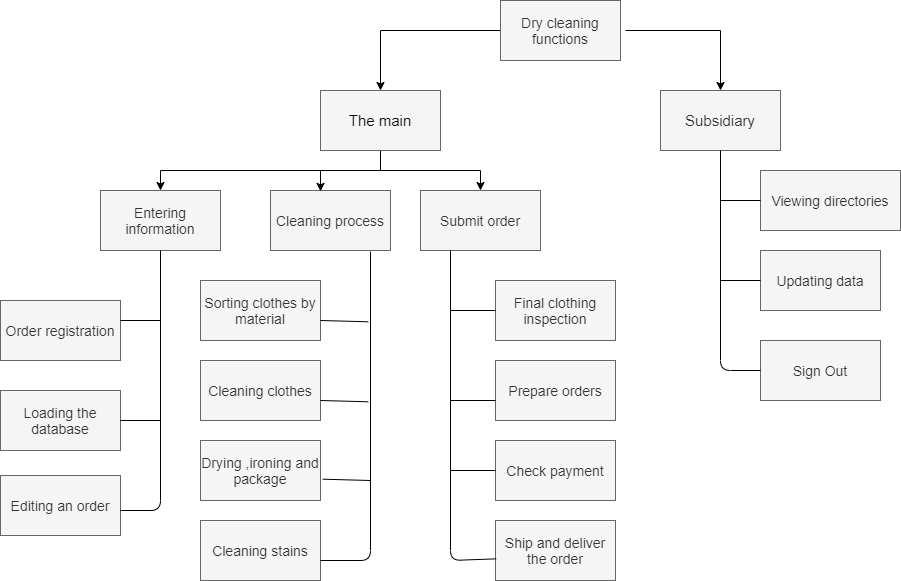 Dry cleaning
functions
The main
Subsidiary
Entering
information
Cleaning process
Submit order
Viewing directories
Updating data
Sign Out
Order registration
Loading the
database
Editing an order
Sorting clothes by
material
Cleaning clothes
Drying ,ironing and
package
Cleaning stains
Final clothing
inspection
Prepare orders
Check payment
Ship and deliver
the order